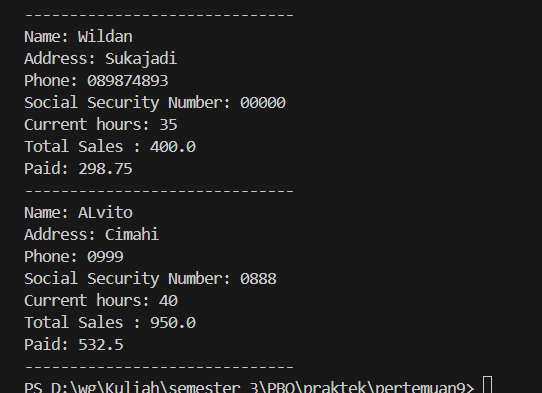 ------------------------------
Name: Wildan
Address: Sukajadi
Phone: 089874893
Social Security Number: 00000
Current hours: 35
Total Sales : 400.0
Paid: 298.75
------------------------------
Name: ALvito
Address: Cimahi
Phone: 0999
Social Security Number: 0888
Current hours: 40
Total Sales : 950.0
Paid: 532.5
------------------------------
PS D:\wg\Kuliah\semester 3\PBO\praktek\pertemuan9>